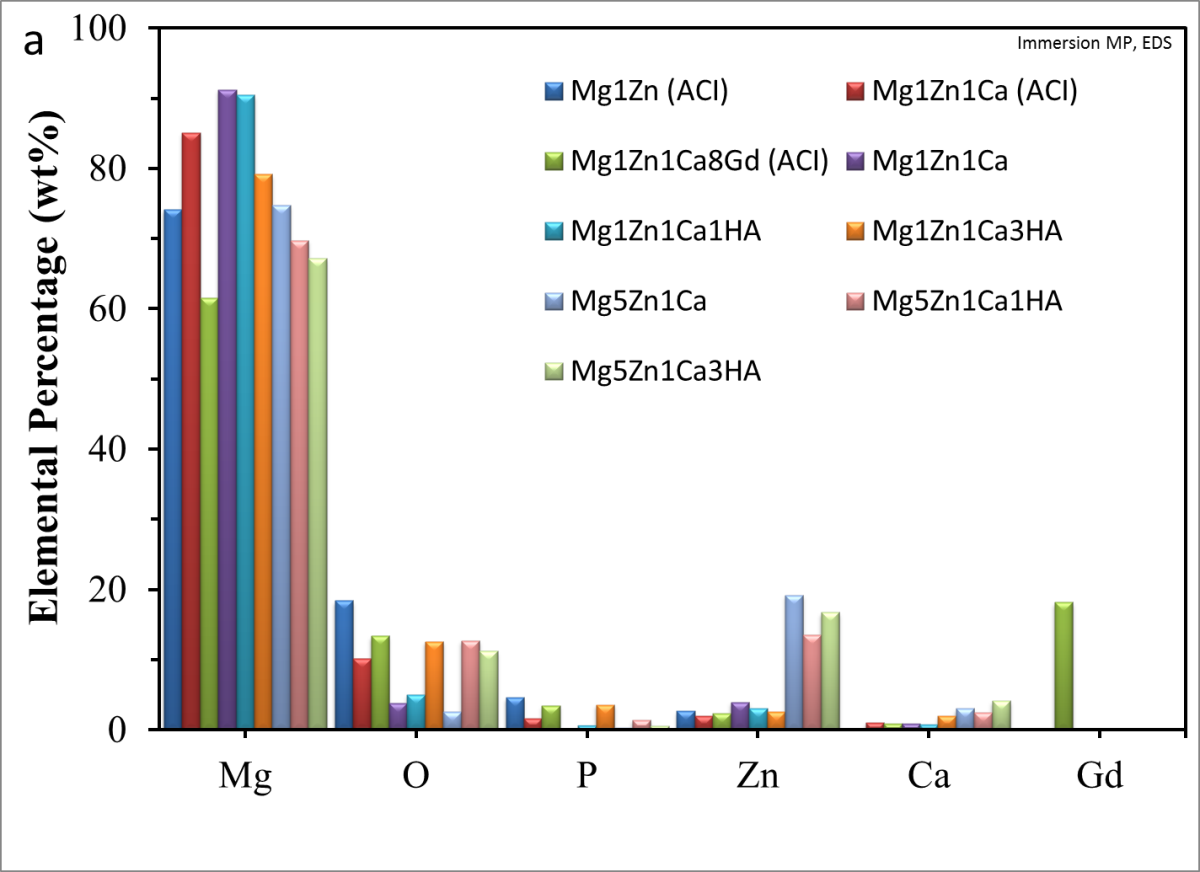 a
Immersion MP, EDS
Elemental Percentage (wt%)
100
80
60
40
20
0
Mg1Zn (ACI)
Mg1Zn1Ca (ACI)
Mg1Zn1Ca8Gd (ACI)
Mg1Zn1Ca
Mg1Zn1Ca1HA
Mg1Zn1Ca3HA
Mg5Zn1Ca
Mg5Zn1Ca1HA
Mg5Zn1Ca3HA
Mg
O
P
Zn
Ca
Gd